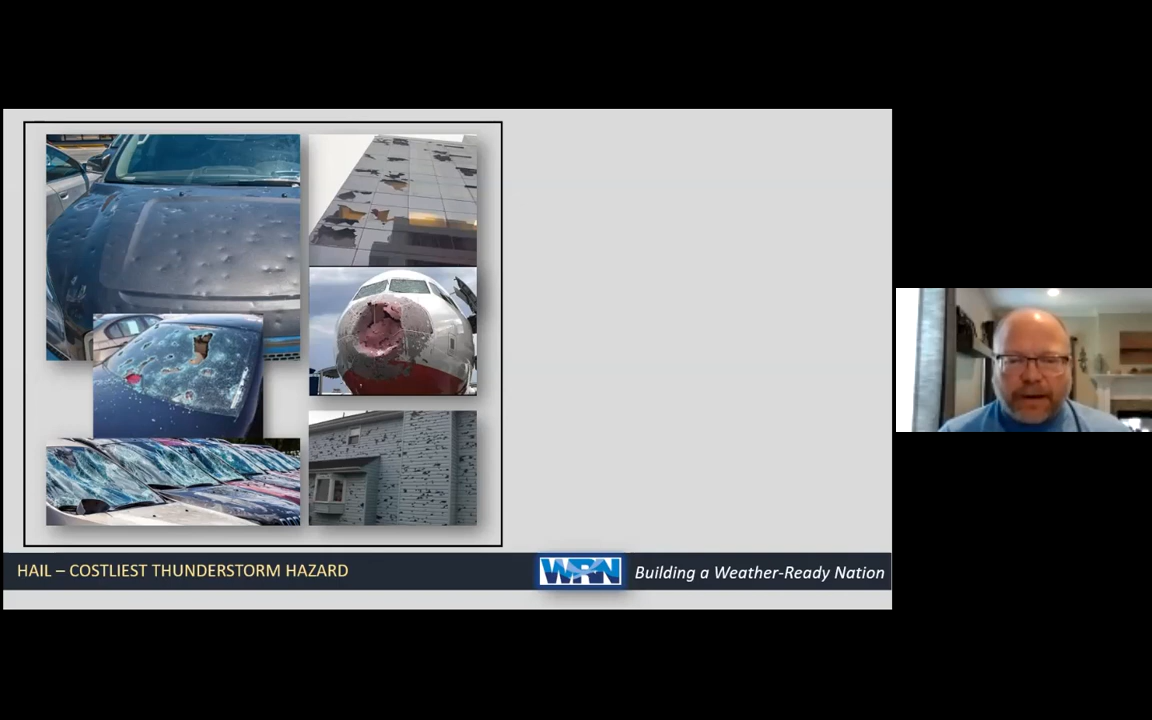 HAIL – COSTLIEST THUNDERSTORM HAZARD
WRN
Building a Weather-Ready Nation